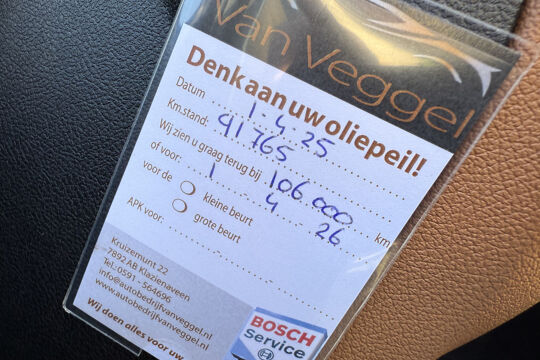 Van Veggel
Denk aan uw oliepeil!
Datum 1-4-25
Km.stand: 91765
Wij zien u graag terug bij 106.000 km
of voor: 1 4 26
voor de kleine beurt
grote beurt
APK voor:
Kruizemunt 22
7892 AB Klazienaveen
Tel.: 0591 - 564696
info@autobedrijfvanveggel.nl
www.autobedrijfvanveggel.nl
Wij doen alles voor uw
BOSCH
Service